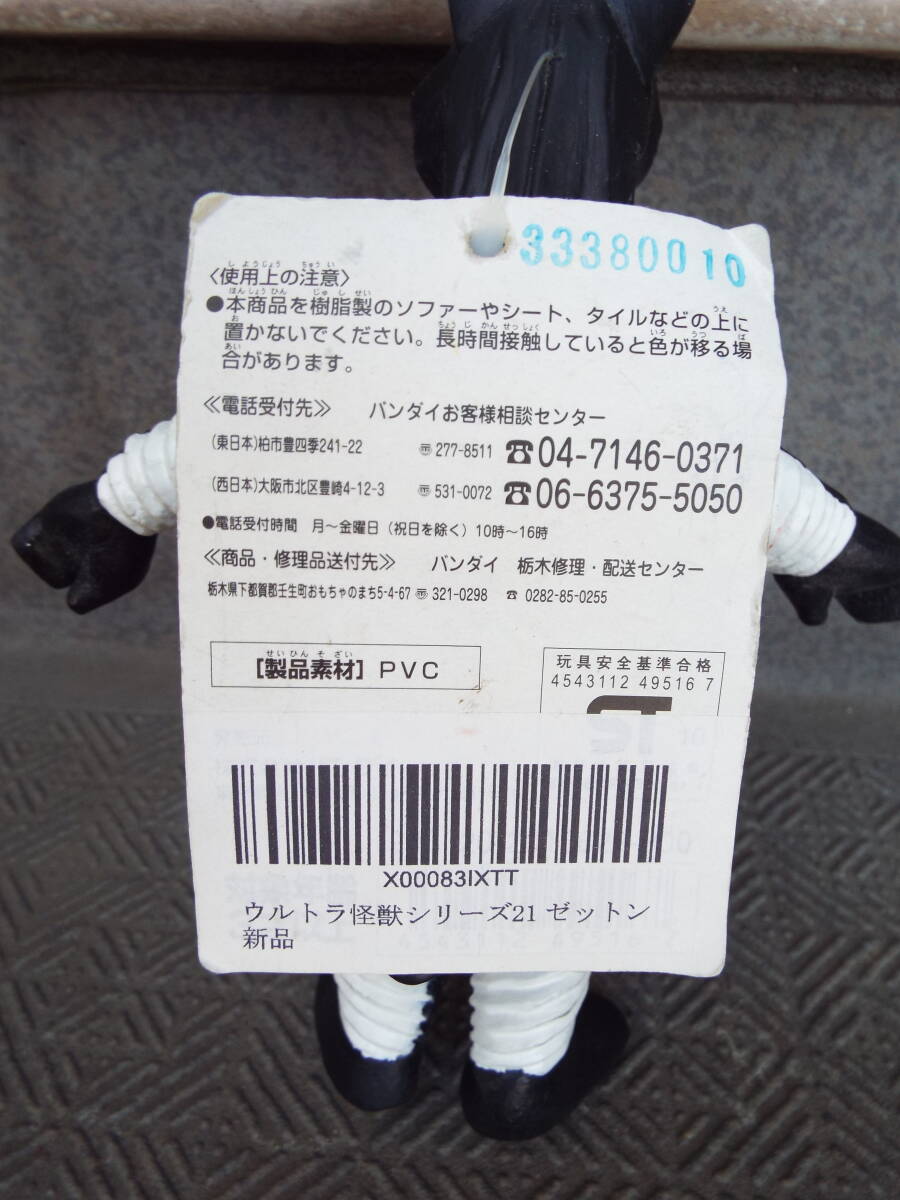 33380010
〈使用上の注意〉
●本商品を樹脂製のソファーやシート、タイルなどの上に
置かないでください。長時間接触していると色が移る場
合があります。
≪電話受付先≫ バンダイお客様相談センター
(東日本)柏市豊四季241-22 〠277-8511 ☎04-7146-0371
(西日本)大阪市北区豊崎4-12-3 〠531-0072 ☎06-6375-5050
●電話受付時間 月〜金曜日（祝日を除く）10時〜16時
≪商品・修理品送付先≫ バンダイ 栃木修理・配送センター
栃木県下都賀郡壬生町おもちゃのまち5-4-67 〠321-0298 ☎0282-85-0255
[製品素材] PVC
玩具安全基準合格
4543112 49516 7
X00083IXTT
ウルトラ怪獣シリーズ21 ゼットン
新品